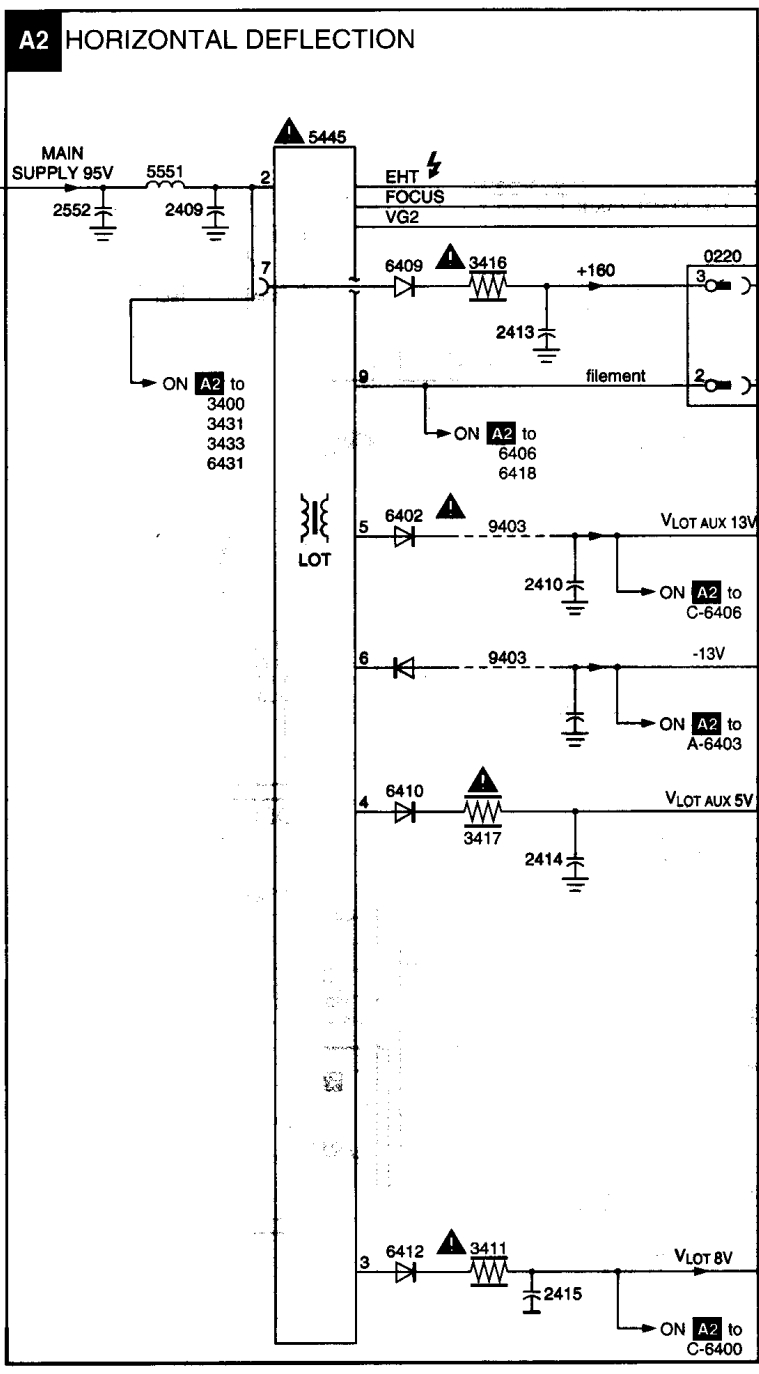 A2 HORIZONTAL DEFLECTION
! 5445
MAIN
SUPPLY 95V
5551
2
2552
2409
EHT
FOCUS
VG2
7
6409
! 3416
+160
0220
3
2413
ON A2 to
3400
3431
3433
6431
9
filement
2
ON A2 to
6406
6418
LOT
5
6402
!
9403
VLOT AUX 13V
2410
ON A2 to
C-6406
6
9403
-13V
ON A2 to
A-6403
4
6410
!
3417
VLOT AUX 5V
2414
3
6412
! 3411
VLOT 8V
2415
ON A2 to
C-6400